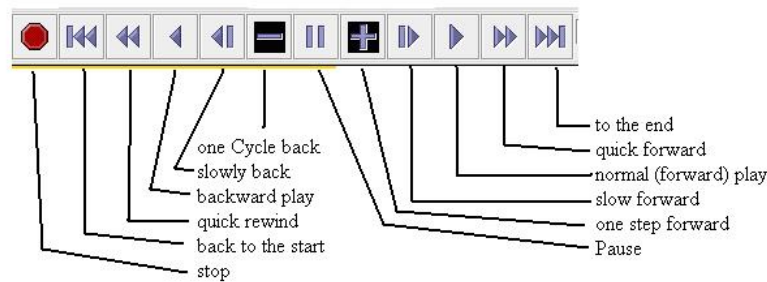 one Cycle back
slowly back
backward play
quick rewind
back to the start
stop
to the end
quick forward
normal (forward) play
slow forward
one step forward
Pause